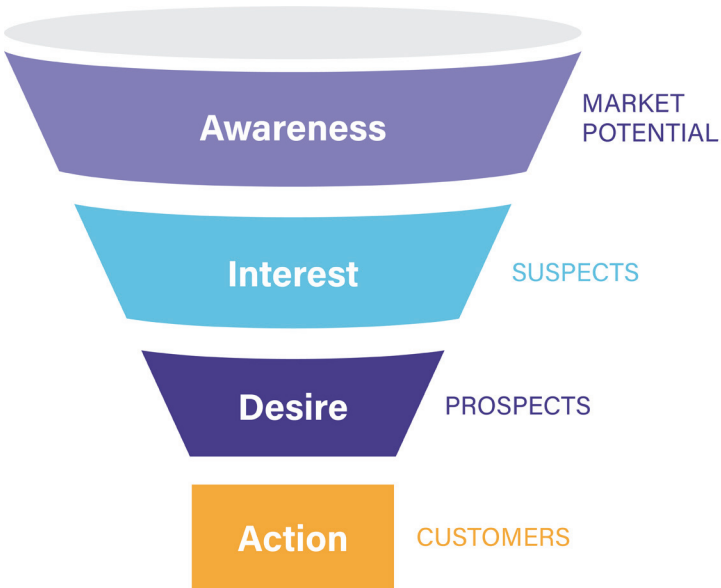 Awareness
MARKET
POTENTIAL
Interest
SUSPECTS
Desire
PROSPECTS
Action
CUSTOMERS